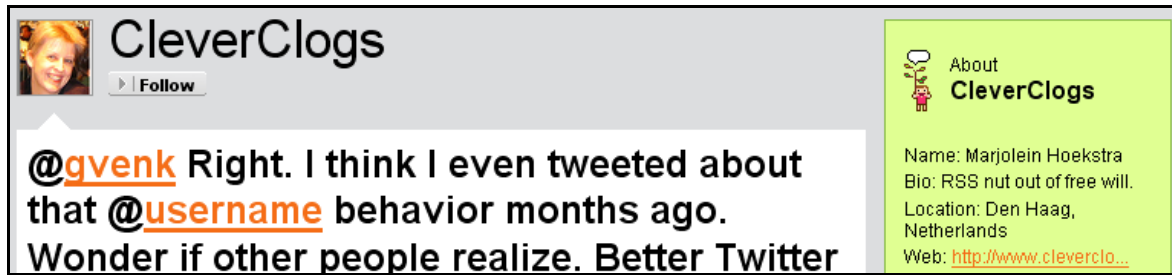 CleverClogs
Follow
@gvenk Right. I think I even tweeted about
that @username behavior months ago.
Wonder if other people realize. Better Twitter
About
CleverClogs
Name: Marjolein Hoekstra
Bio: RSS nut out of free will.
Location: Den Haag,
Netherlands
Web: http://www.cleverclo...